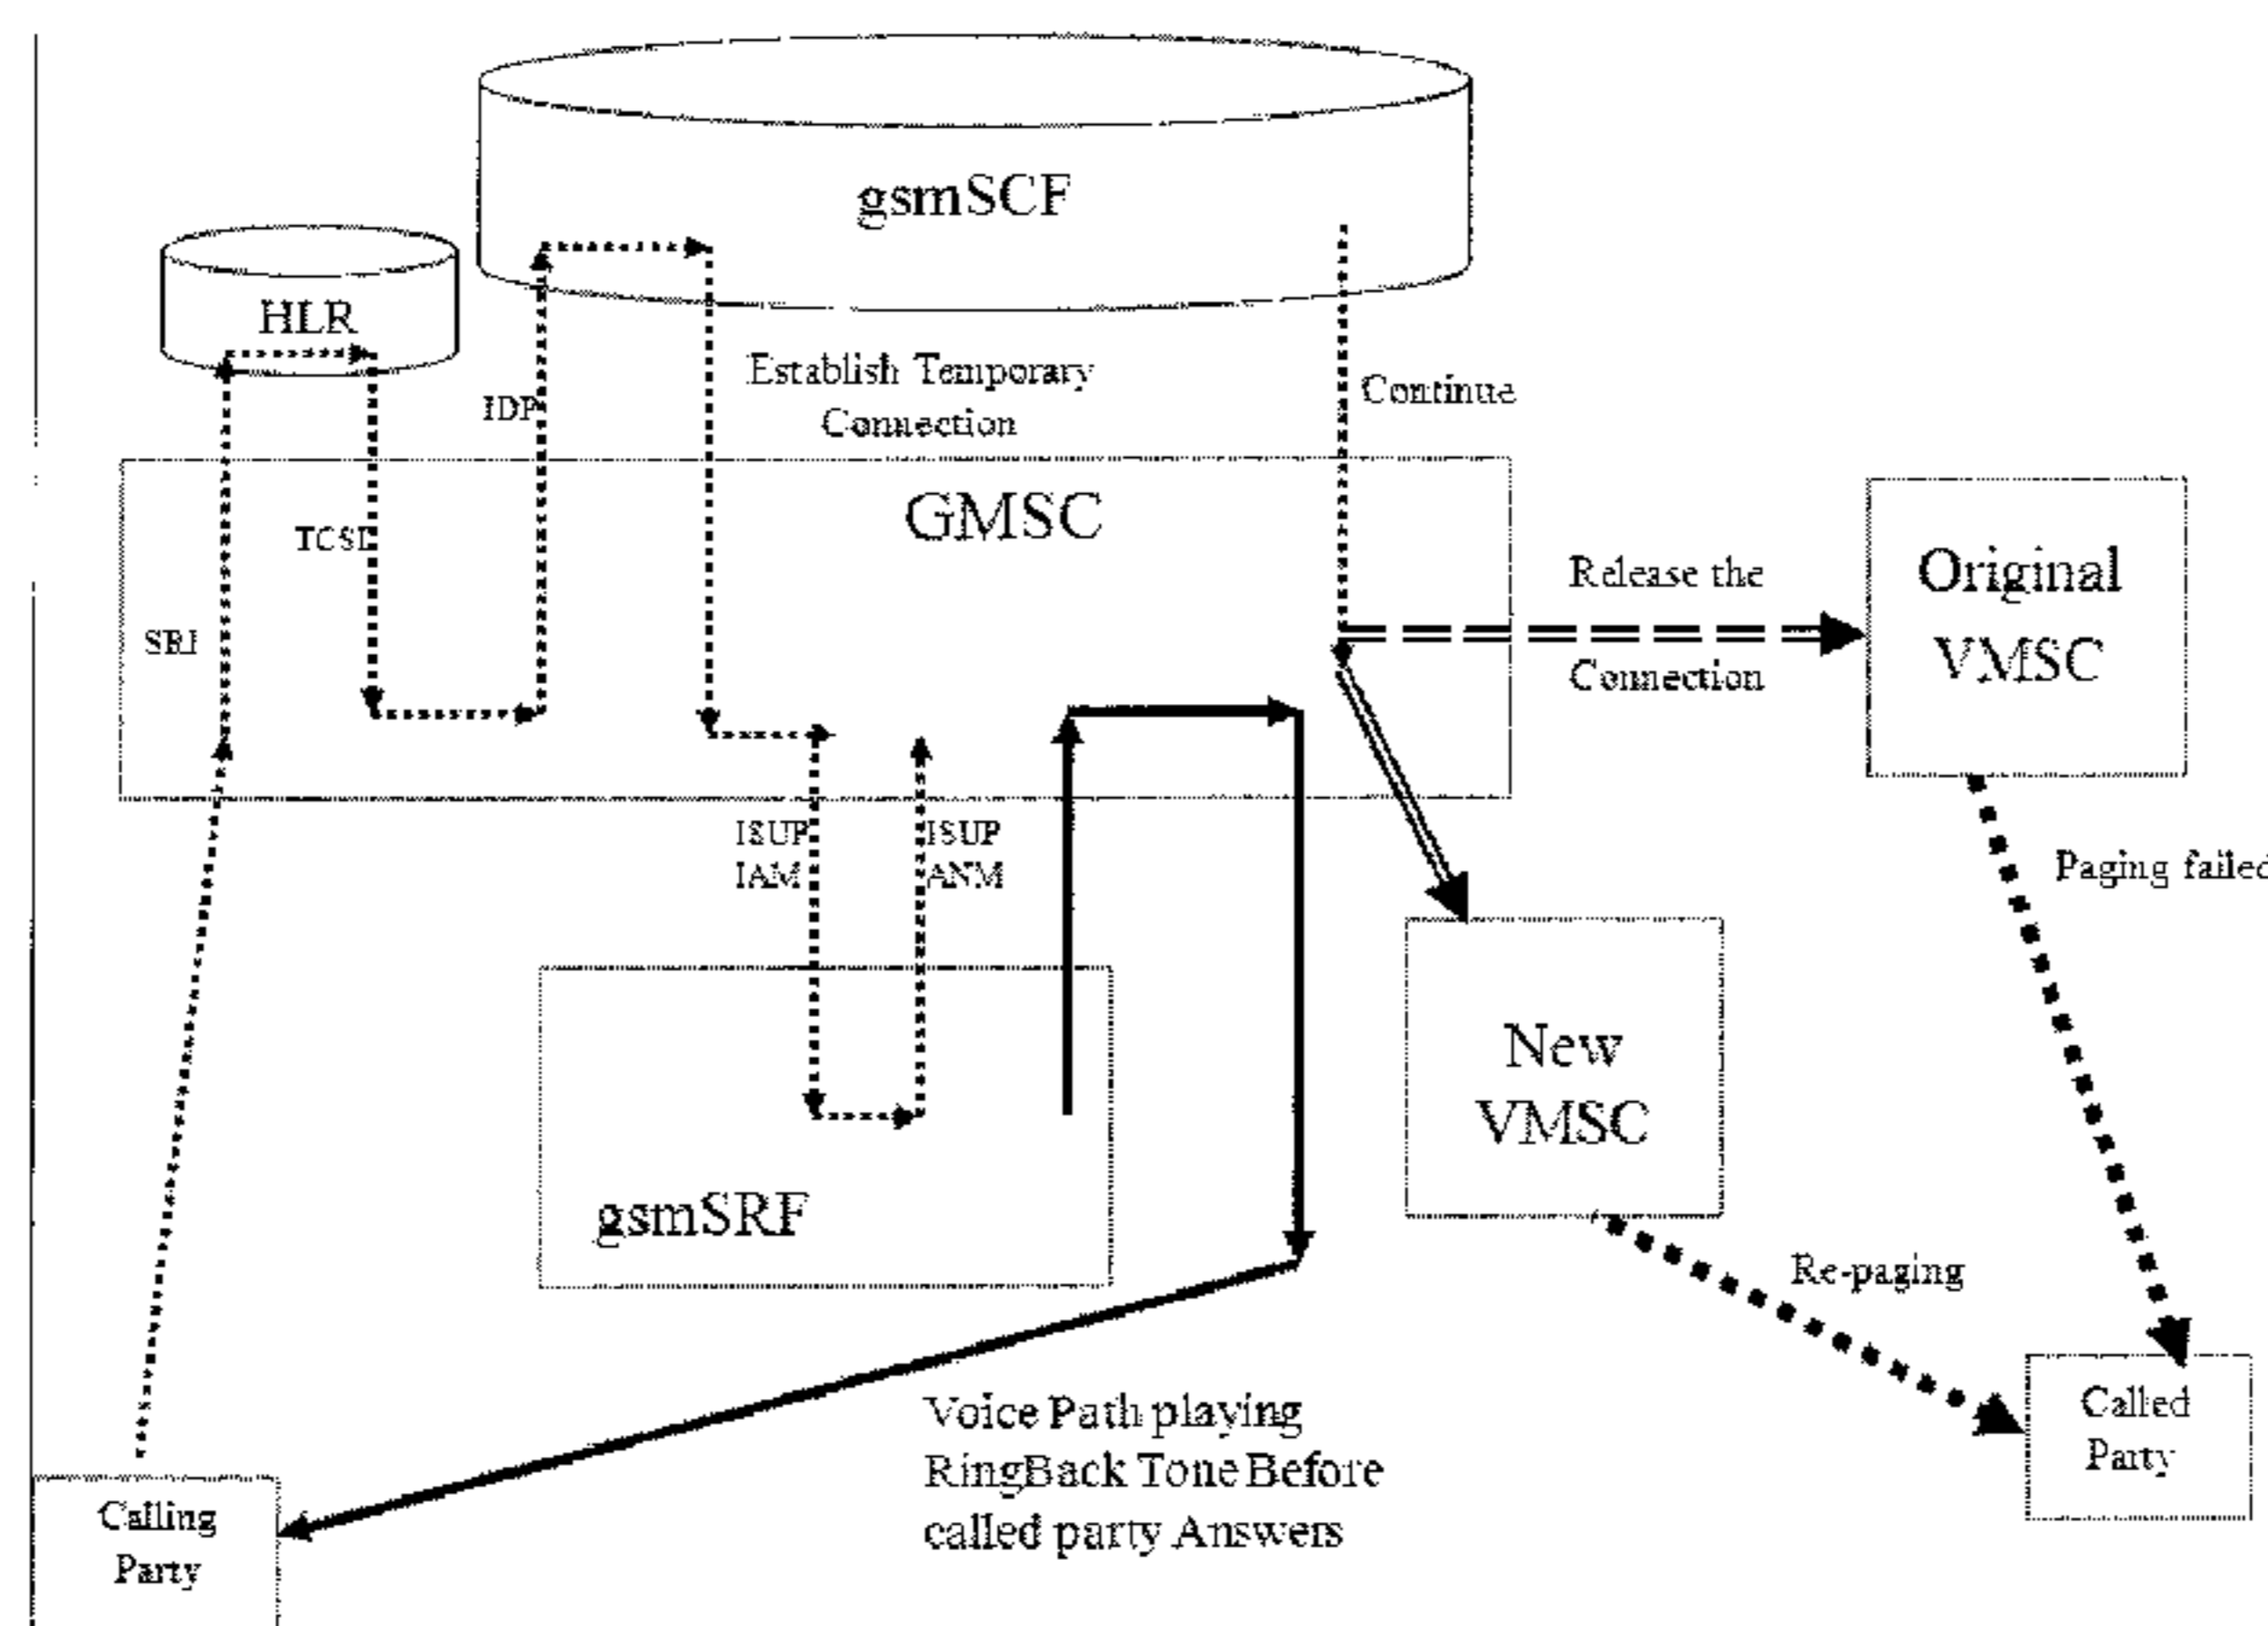 gsmSCF
HLR
IDP
Establish Temporary
Connection
Continue
GMSC
TCSI
SRI
Release the
Connection
Original
VMSC
ISUP
IAM
ISUP
ANM
Paging failed
New
VMSC
gsmSRF
Re-paging
Voice Path playing
RingBack Tone Before
called party Answers
Called
Party
Calling
Party